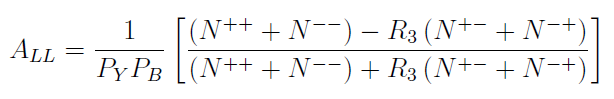 A_{LL} = \frac{1}{P_Y P_B} \left[ \frac{(N^{++} + N^{--}) - R_3 (N^{+-} + N^{-+})}{(N^{++} + N^{--}) + R_3 (N^{+-} + N^{-+})} \right]